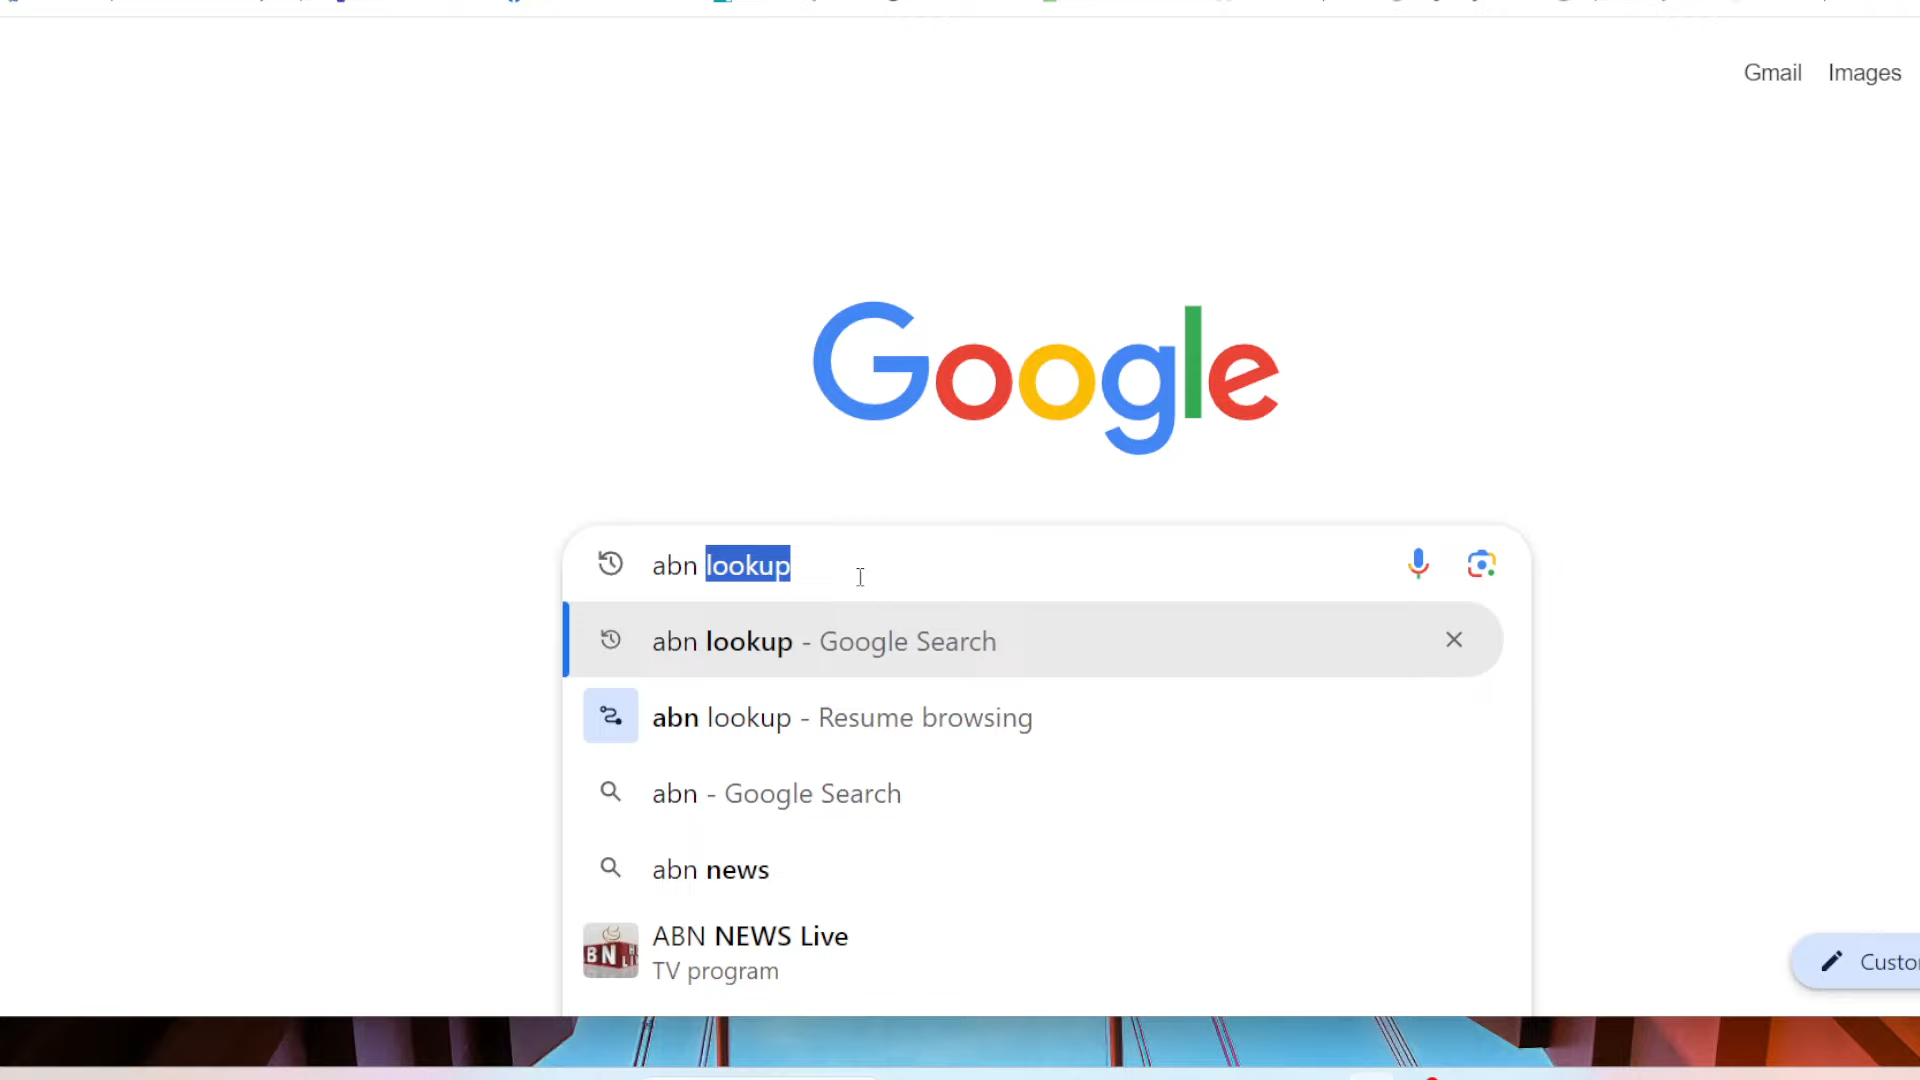 Gmail Images
Google
abn lookup
abn lookup - Google Search
abn lookup - Resume browsing
abn - Google Search
abn news
BN
ABN NEWS Live
TV program